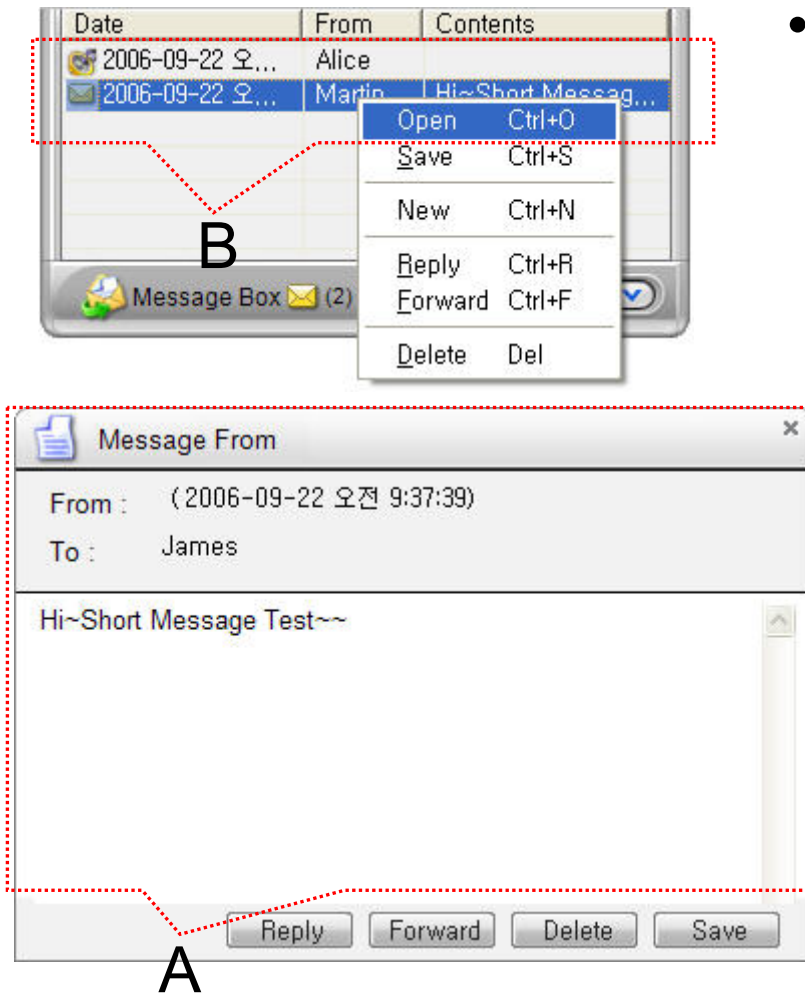 Date From Contents
2006-09-22 오... Alice
2006-09-22 오... Martin Hi~Short Messag...
Open Ctrl+O
Save Ctrl+S
New Ctrl+N
Reply Ctrl+R
Forward Ctrl+F
Delete Del
B
Message Box (2)
Message From
From : (2006-09-22 오전 9:37:39)
To : James
Hi~Short Message Test~~
Reply Forward Delete Save
A